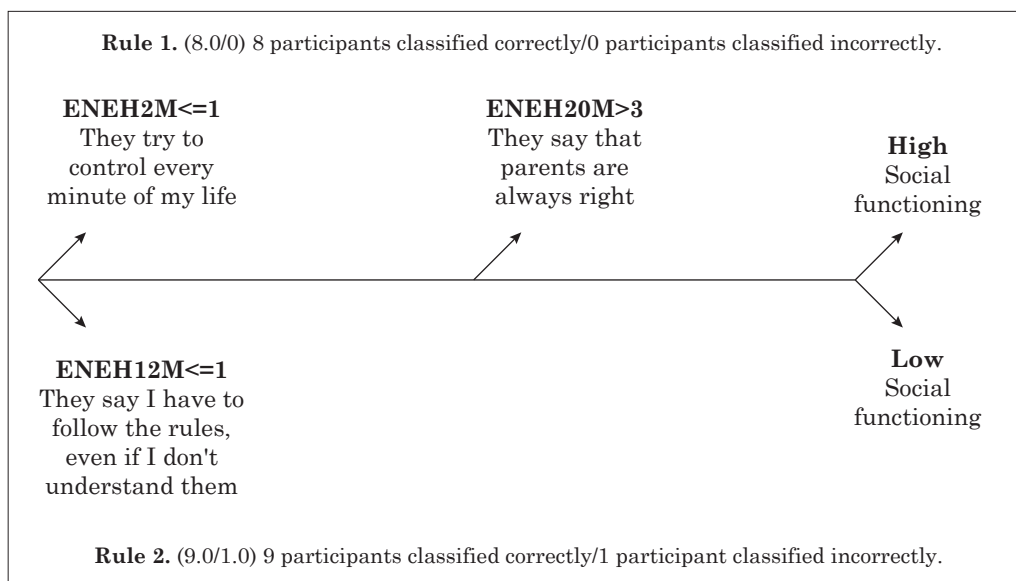 Rule 1. (8.0/0) 8 participants classified correctly/0 participants classified incorrectly.
ENEH2M<=1
They try to
control every
minute of my life
ENEH20M>3
They say that
parents are
always right
High
Social
functioning
ENEH12M<=1
They say I have to
follow the rules,
even if I don't
understand them
Low
Social
functioning
Rule 2. (9.0/1.0) 9 participants classified correctly/1 participant classified incorrectly.